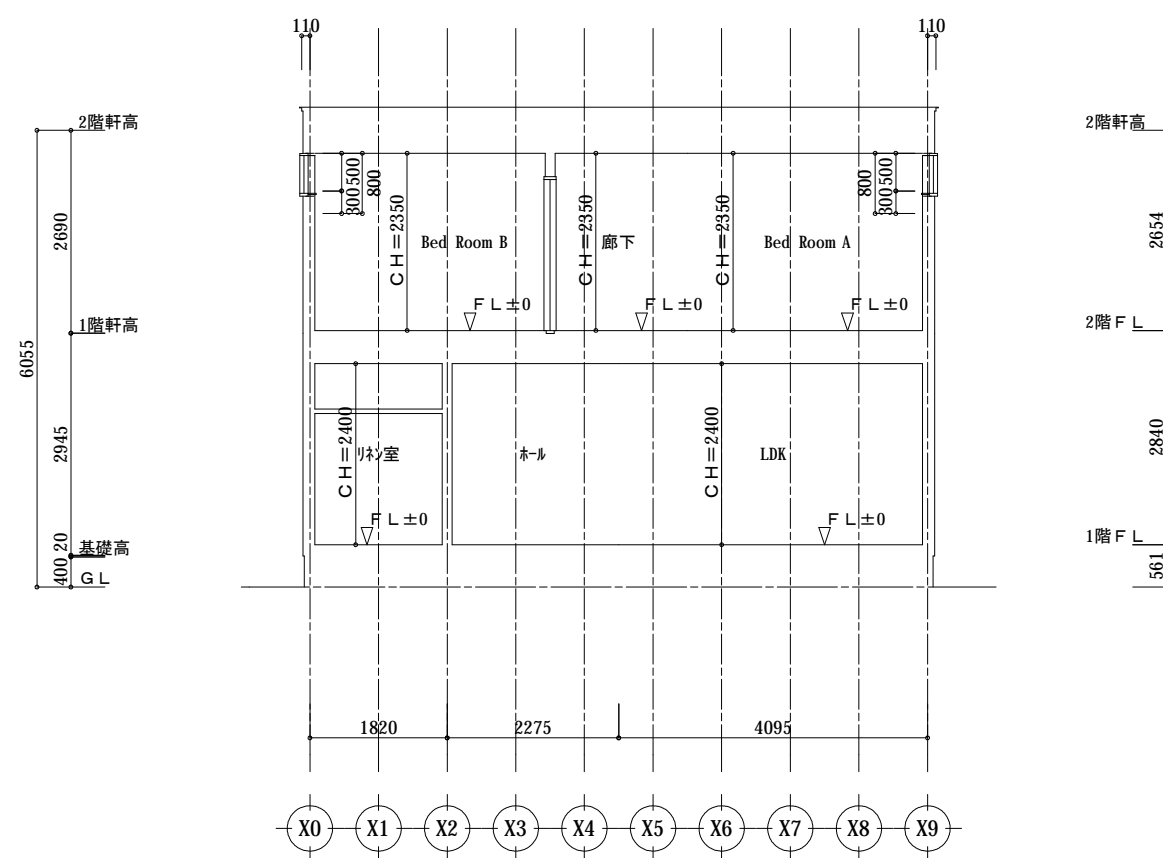 110
110
2階軒高
2階軒高
500
300
800
CH=2350
CH=2350
CH=2350
800
500
300
2690
Bed Room B
廊下
Bed Room A
2654
FL±0
FL±0
FL±0
1階軒高
2階FL
6055
2945
CH=2400
リネン室
ホール
CH=2400
LDK
2840
FL±0
FL±0
1階FL
20
基礎高
400
GL
561
1820
2275
4095
X0
X1
X2
X3
X4
X5
X6
X7
X8
X9